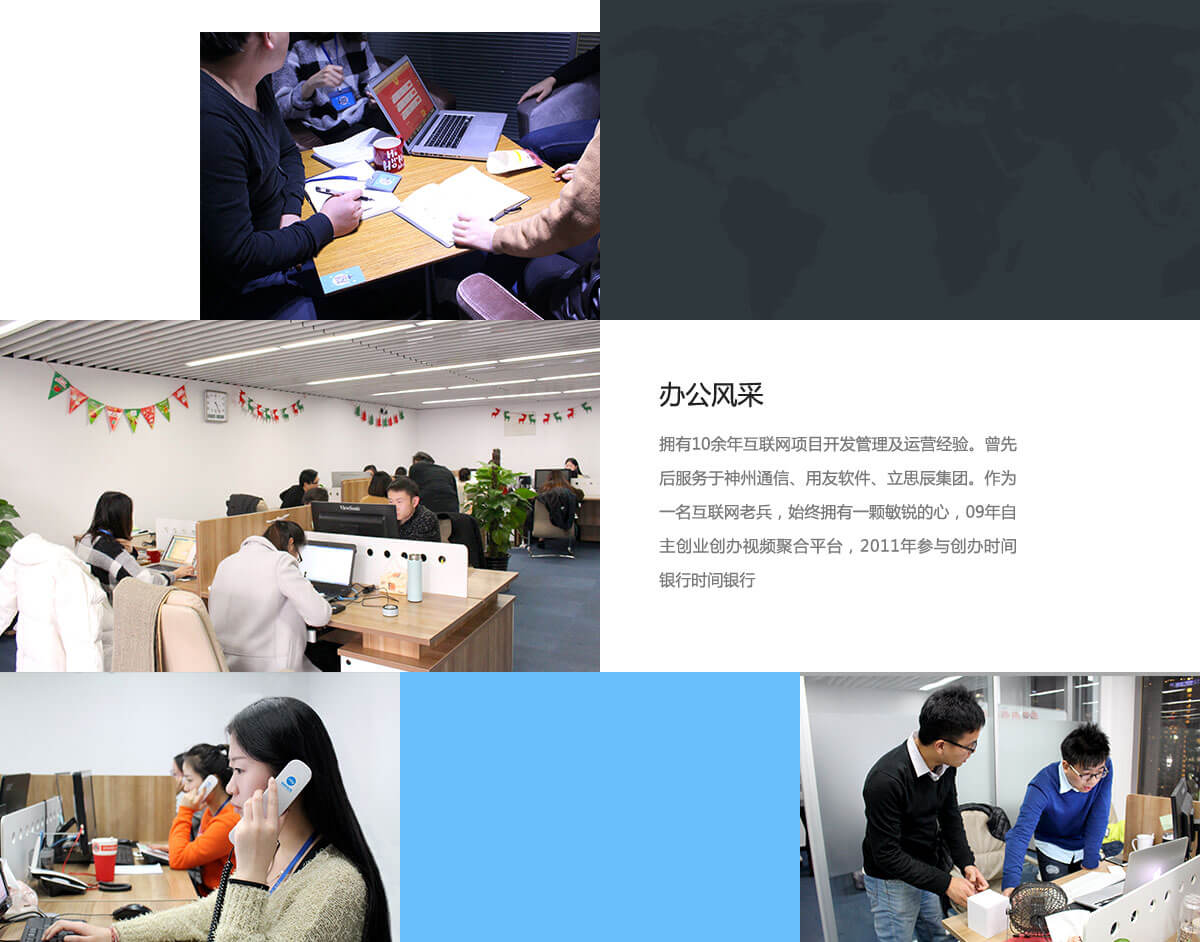 办公风采
拥有10余年互联网项目开发管理及运营经验。曾先
后服务于神州通信、用友软件、立思辰集团。作为
一名互联网老兵，始终拥有一颗敏锐的心，09年自
主创业创办视频聚合平台，2011年参与创办时间
银行时间银行
ViewSonic